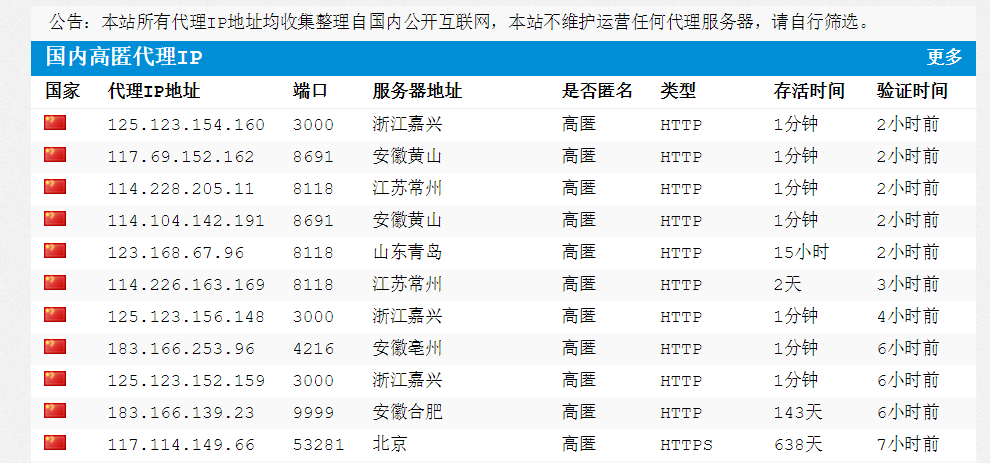 公告：本站所有代理IP地址均收集整理自国内公开互联网，本站不维护运营任何代理服务器，请自行筛选。
国内高匿代理IP 更多
国家 代理IP地址 端口 服务器地址 是否匿名 类型 存活时间 验证时间
125.123.154.160 3000 浙江嘉兴 高匿 HTTP 1分钟 2小时前
117.69.152.162 8691 安徽黄山 高匿 HTTP 1分钟 2小时前
114.228.205.11 8118 江苏常州 高匿 HTTP 1分钟 2小时前
114.104.142.191 8691 安徽黄山 高匿 HTTP 1分钟 2小时前
123.168.67.96 8118 山东青岛 高匿 HTTP 15小时 2小时前
114.226.163.169 8118 江苏常州 高匿 HTTP 2天 3小时前
125.123.156.148 3000 浙江嘉兴 高匿 HTTP 1分钟 4小时前
183.166.253.96 4216 安徽亳州 高匿 HTTP 1分钟 6小时前
125.123.152.159 3000 浙江嘉兴 高匿 HTTP 1分钟 6小时前
183.166.139.23 9999 安徽合肥 高匿 HTTP 143天 6小时前
117.114.149.66 53281 北京 高匿 HTTPS 638天 7小时前